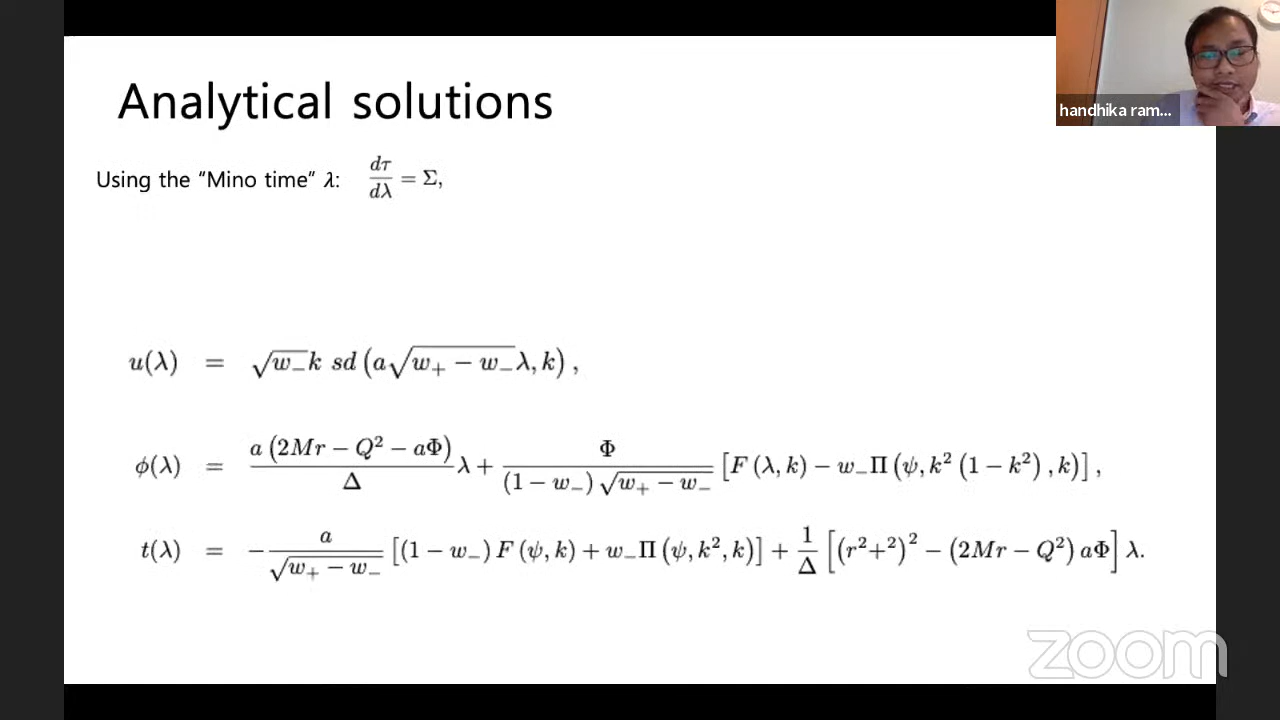 Analytical solutions
handhika ram...
Using the “Mino time” λ: dτ/dλ = Σ,
u(λ) = √w₋ k sd (a√(w₊ − w₋) λ, k) ,
ϕ(λ) = a (2Mr − Q² − aΦ)/Δ λ + Φ/((1 − w₋) √(w₊ − w₋)) [F (λ, k) − w₋Π (ψ, k² (1 − k²) , k)] ,
t(λ) = − a/√(w₊ − w₋) [(1 − w₋) F (ψ, k) + w₋Π (ψ, k², k)] + 1/Δ [(r²+²)² − (2Mr − Q²) aΦ] λ.
zoom